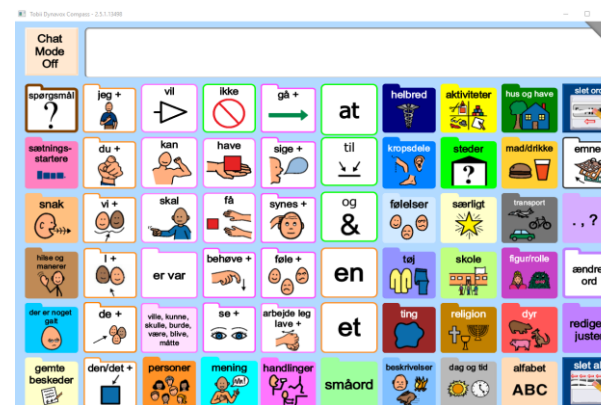 Tobii Dynavox Compass - 2.5.1.13498
Chat
Mode
Off
spørgsmål
?
jeg +
vil
ikke
gå +
at
helbred
aktiviteter
hus og have
slet ord
sætnings-
startere
du +
kan
have
sige +
til
kropsdele
steder
?
mad/drikke
emne
snak
vi +
skal
få
synes +
og
&
følelser
særligt
transport
. , ?
hilse og
manerer
I +
er var
behøve +
føle +
en
tøj
skole
figur/rolle
ændre
ord
der er noget
galt
de +
ville, kunne,
skulle, burde,
være, blive,
måtte
se +
arbejde leg
lave +
et
ting
religion
dyr
gemte
beskeder
den/det +
personer
mening
handlinger
småord
beskrivelser
dag og tid
alfabet
ABC